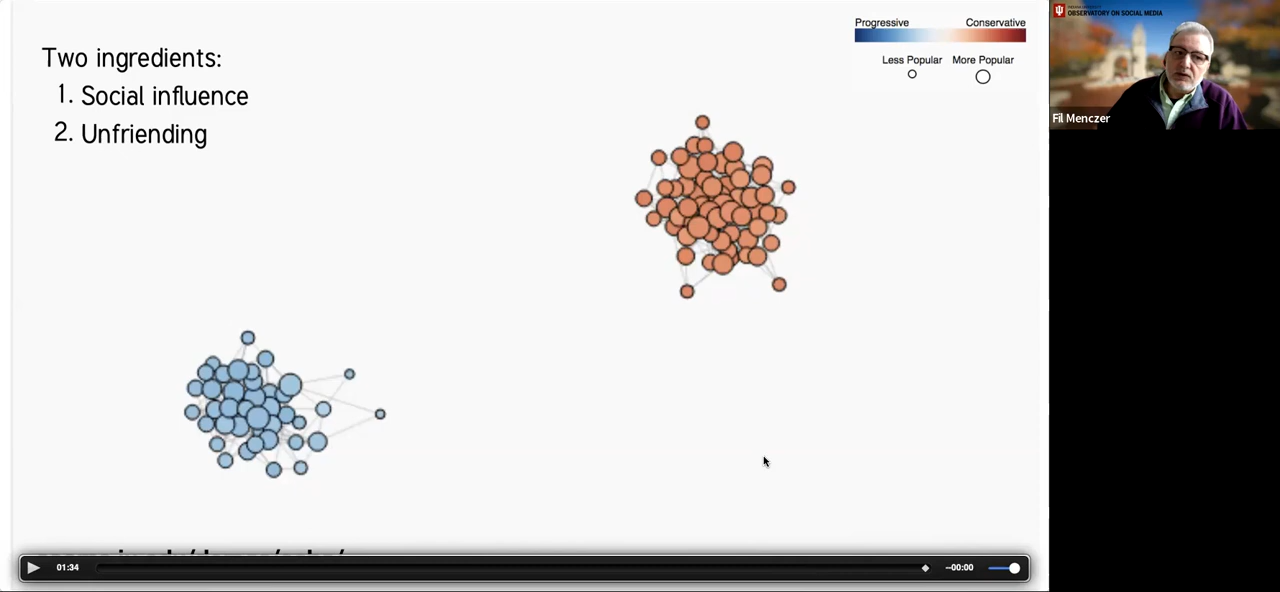 Two ingredients:
1. Social influence
2. Unfriending
Progressive Conservative
Less Popular More Popular
01:34
-00:00
OBSERVATORY ON SOCIAL MEDIA
Fil Menczer